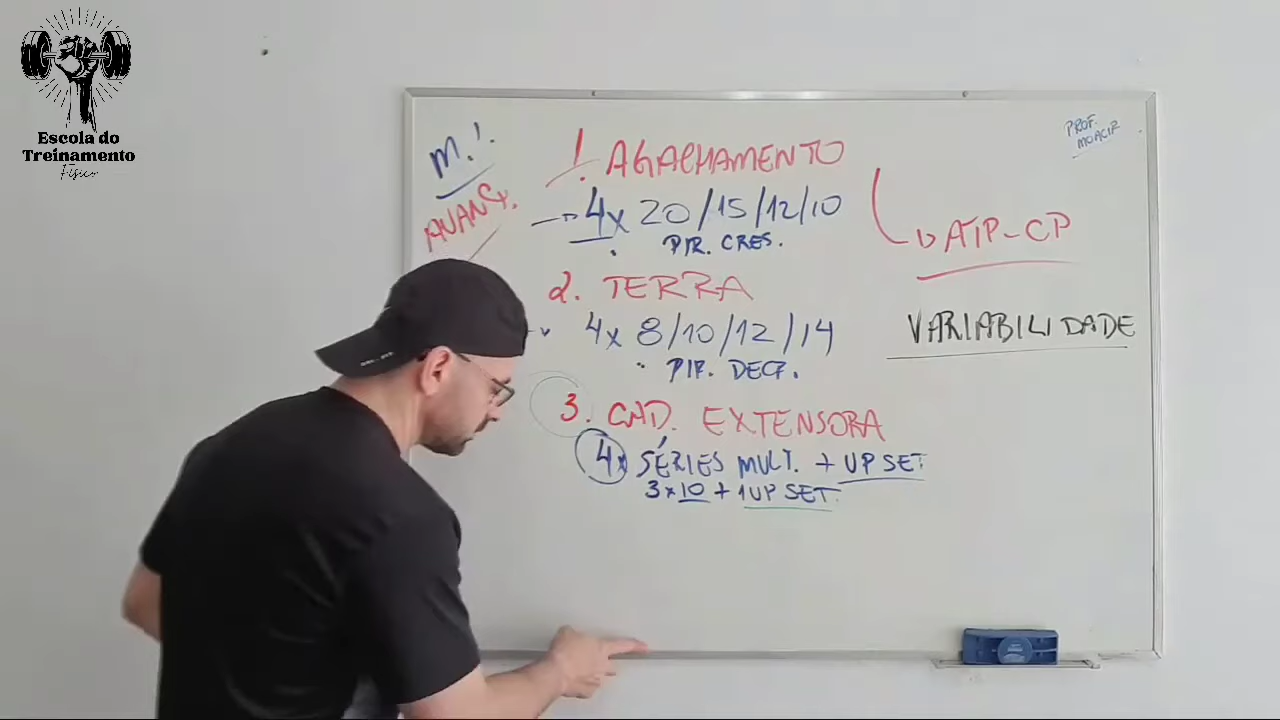 Escola do
Treinamento
Físico
M.I.
AVANÇ.
PROF.
MOACIR
1. AGACHAMENTO
4x 20/15/12/10
PIR. CRES.
ATP-CP
2. TERRA
4x 8/10/12/14
PIR. DECR.
VARIABILIDADE
3. CAD. EXTENSORA
4x SÉRIES MULT. + UP SET
3x10 + 1UP SET.